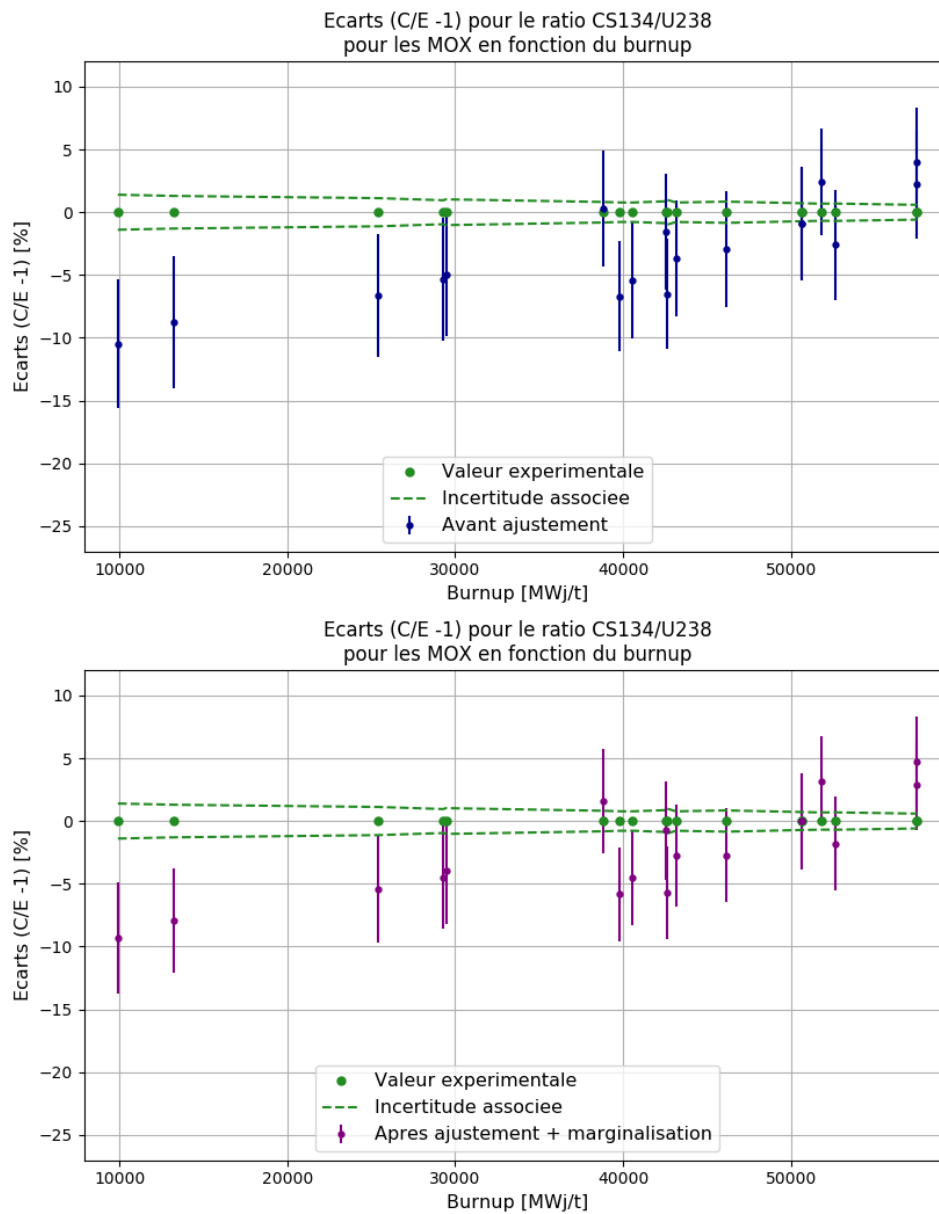 Ecarts (C/E -1) pour le ratio CS134/U238
pour les MOX en fonction du burnup
Ecarts (C/E -1) [%]
10
5
0
−5
−10
−15
−20
−25
Valeur experimentale
Incertitude associee
Avant ajustement
10000 20000 30000 40000 50000
Burnup [MWj/t]
Ecarts (C/E -1) pour le ratio CS134/U238
pour les MOX en fonction du burnup
Ecarts (C/E -1) [%]
10
5
0
−5
−10
−15
−20
−25
Valeur experimentale
Incertitude associee
Apres ajustement + marginalisation
10000 20000 30000 40000 50000
Burnup [MWj/t]